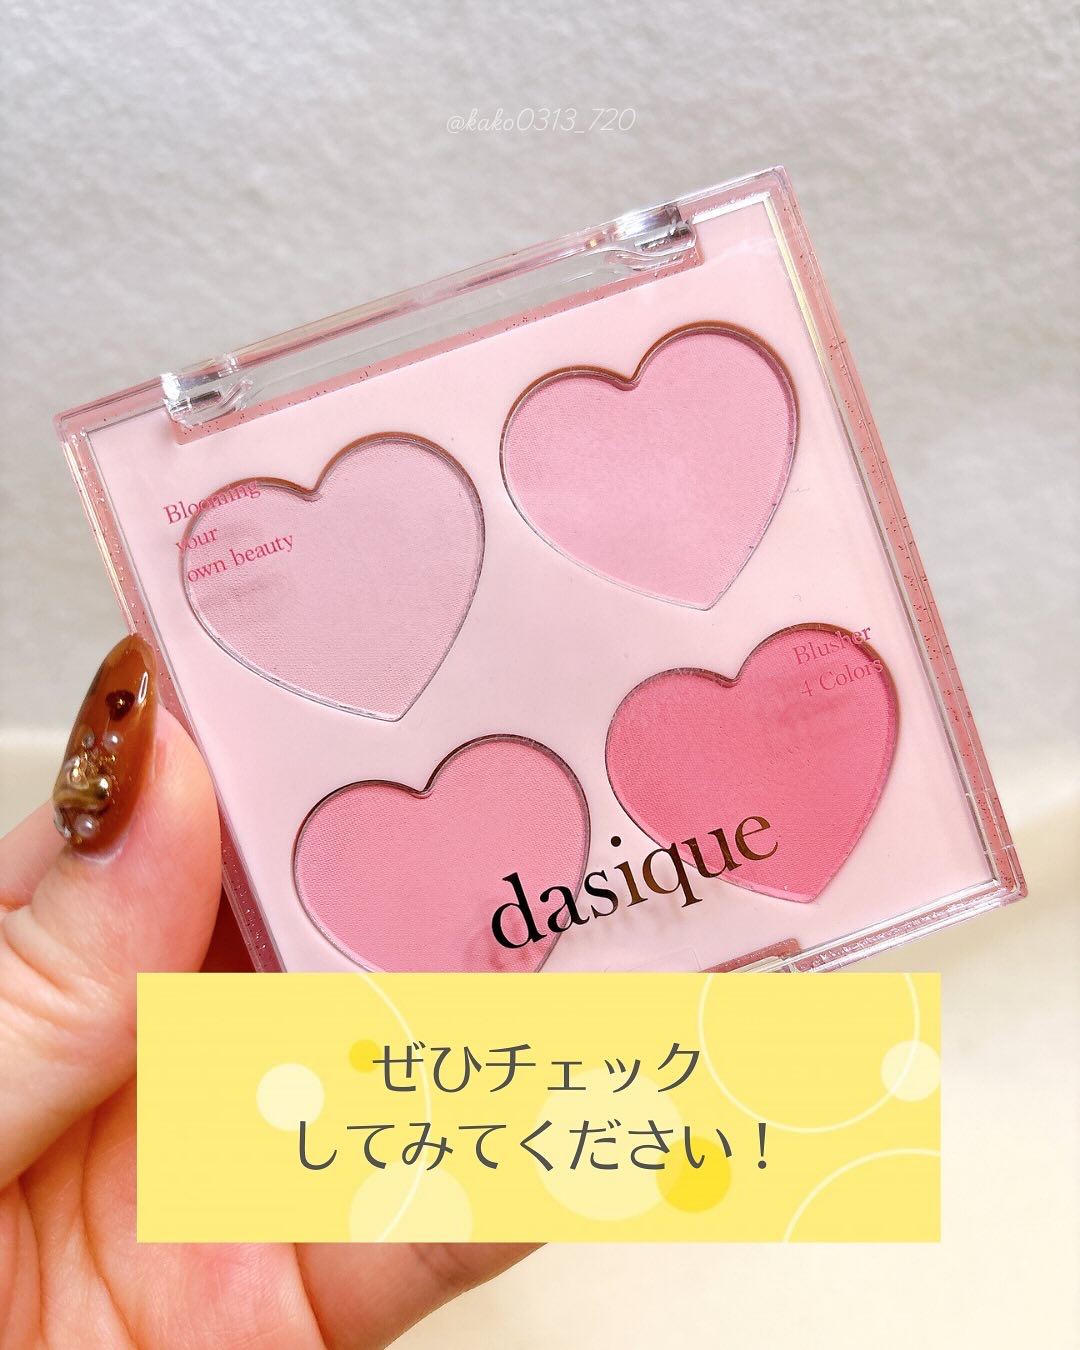 @kako0313_720
Blooming
your
own beauty
Blusher
4 Colors
dasique
ぜひチェック
してみてください！